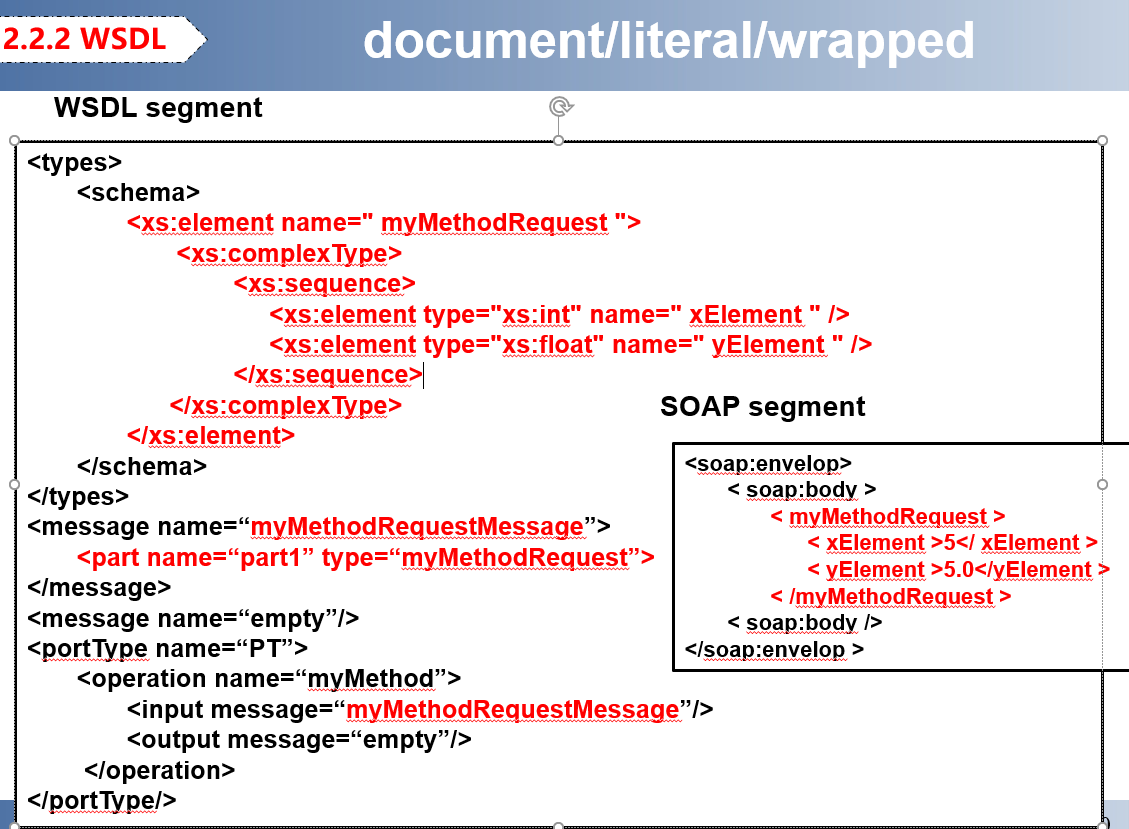 2.2.2 WSDL
document/literal/wrapped
WSDL segment
<types>
<schema>
<xs:element name=" myMethodRequest ">
<xs:complexType>
<xs:sequence>
<xs:element type="xs:int" name=" xElement " />
<xs:element type="xs:float" name=" yElement " />
</xs:sequence>
</xs:complexType>
</xs:element>
</schema>
</types>
<message name=“myMethodRequestMessage”>
<part name=“part1” type=“myMethodRequest”>
</message>
<message name=“empty”/>
<portType name=“PT”>
<operation name=“myMethod”>
<input message=“myMethodRequestMessage”/>
<output message=“empty”/>
</operation>
</portType/>
SOAP segment
<soap:envelop>
< soap:body >
< myMethodRequest >
< xElement >5</ xElement >
< yElement >5.0</yElement >
< /myMethodRequest >
< soap:body />
</soap:envelop >